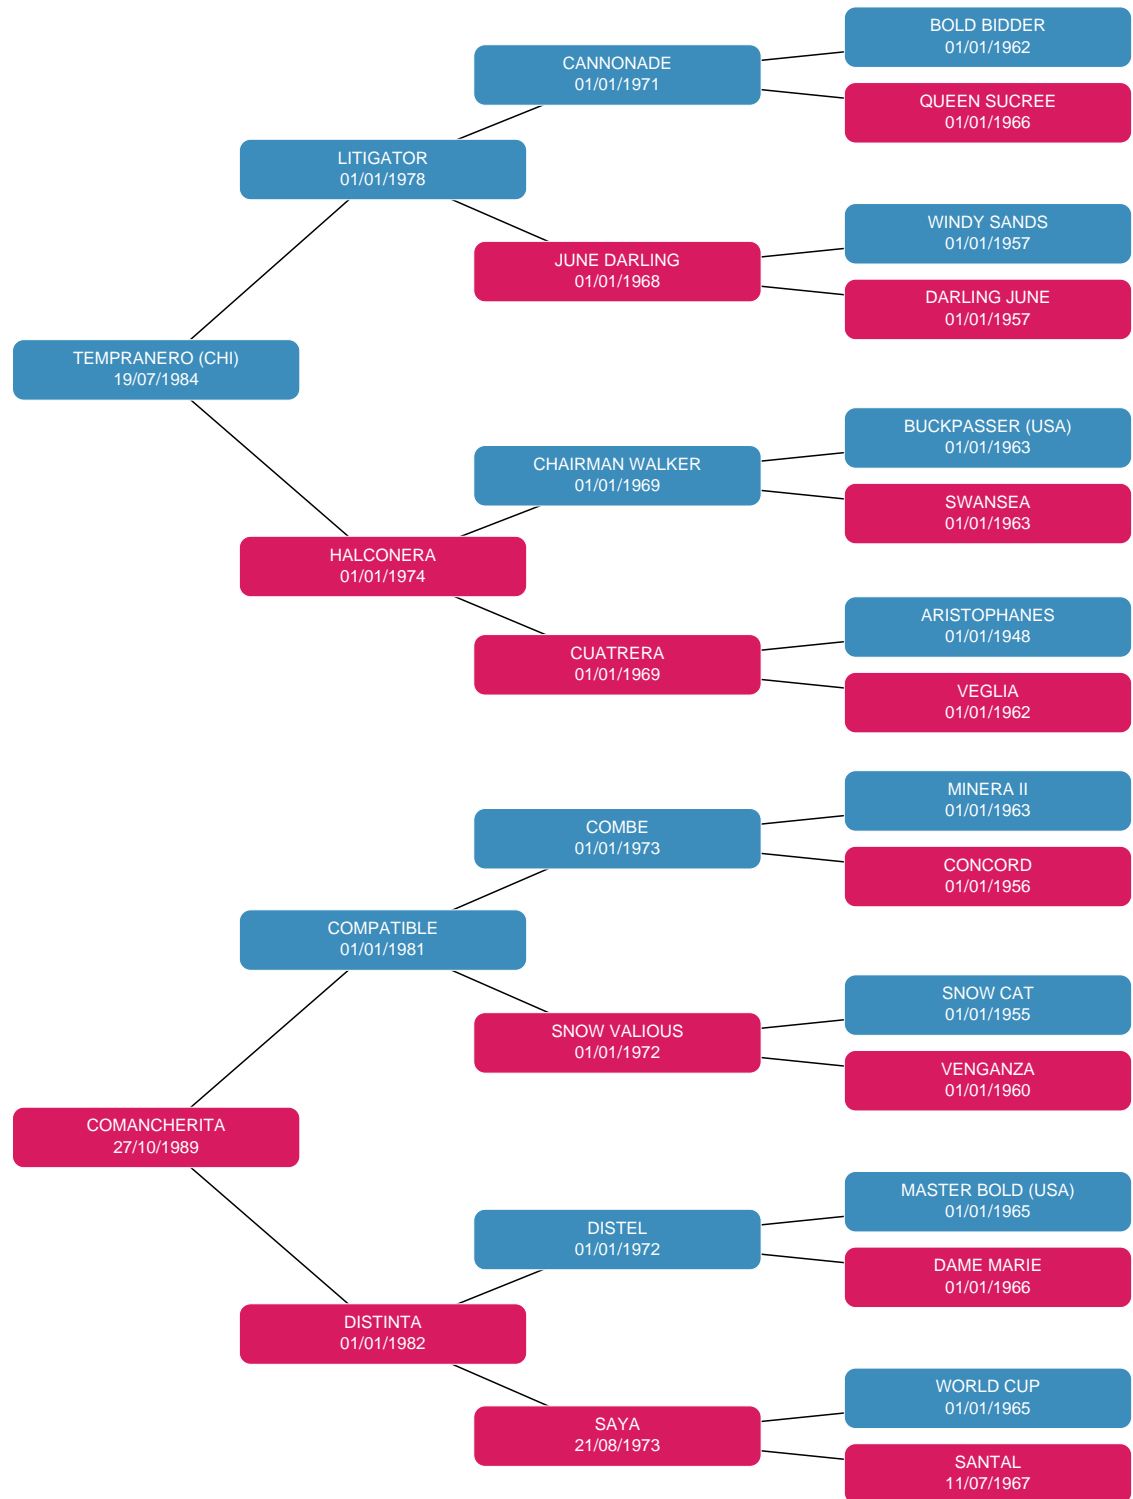 BOLD BIDDER
01/01/1962
CANNONADE
01/01/1971
QUEEN SUCREE
01/01/1966
LITIGATOR
01/01/1978
WINDY SANDS
01/01/1957
JUNE DARLING
01/01/1968
DARLING JUNE
01/01/1957
TEMPRANERO (CHI)
19/07/1984
BUCKPASSER (USA)
01/01/1963
CHAIRMAN WALKER
01/01/1969
SWANSEA
01/01/1963
HALCONERA
01/01/1974
ARISTOPHANES
01/01/1948
CUATRERA
01/01/1969
VEGLIA
01/01/1962
MINERA II
01/01/1963
COMBE
01/01/1973
CONCORD
01/01/1956
COMPATIBLE
01/01/1981
SNOW CAT
01/01/1955
SNOW VALIOUS
01/01/1972
VENGANZA
01/01/1960
COMANCHERITA
27/10/1989
MASTER BOLD (USA)
01/01/1965
DISTEL
01/01/1972
DAME MARIE
01/01/1966
DISTINTA
01/01/1982
WORLD CUP
01/01/1965
SAYA
21/08/1973
SANTAL
11/07/1967